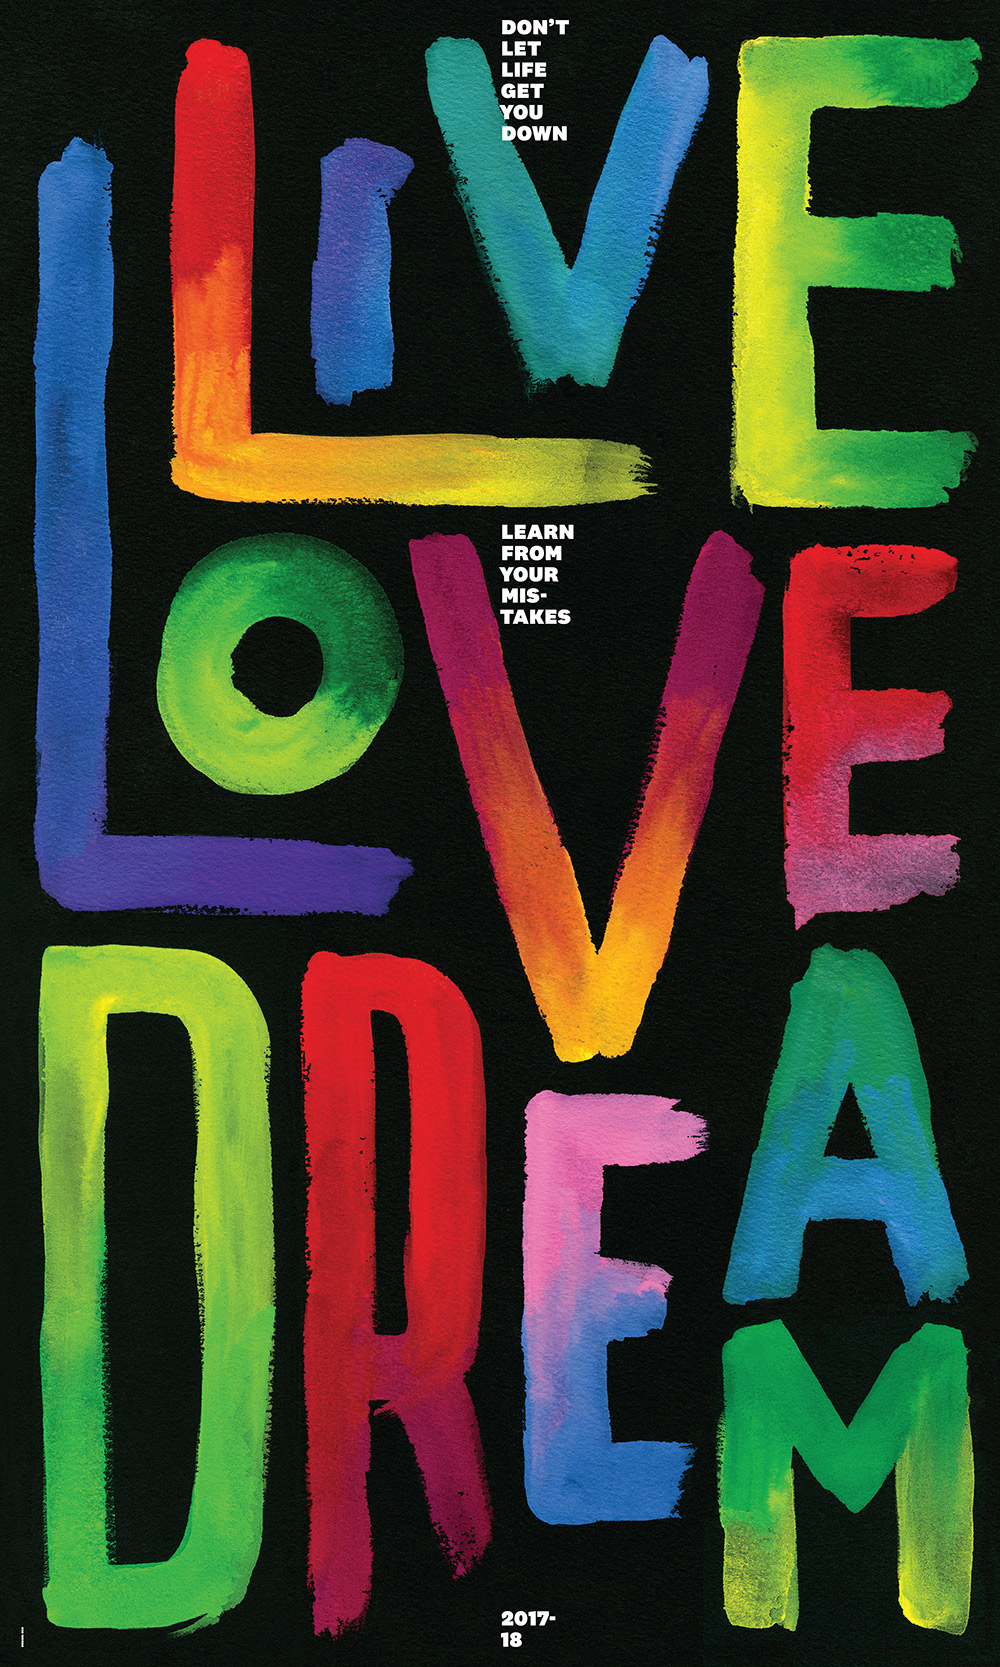 LIVE
DON'T
LET
LIFE
GET
YOU
DOWN
LOVE
LEARN
FROM
YOUR
MIS-
TAKES
DREAM
2017-
18